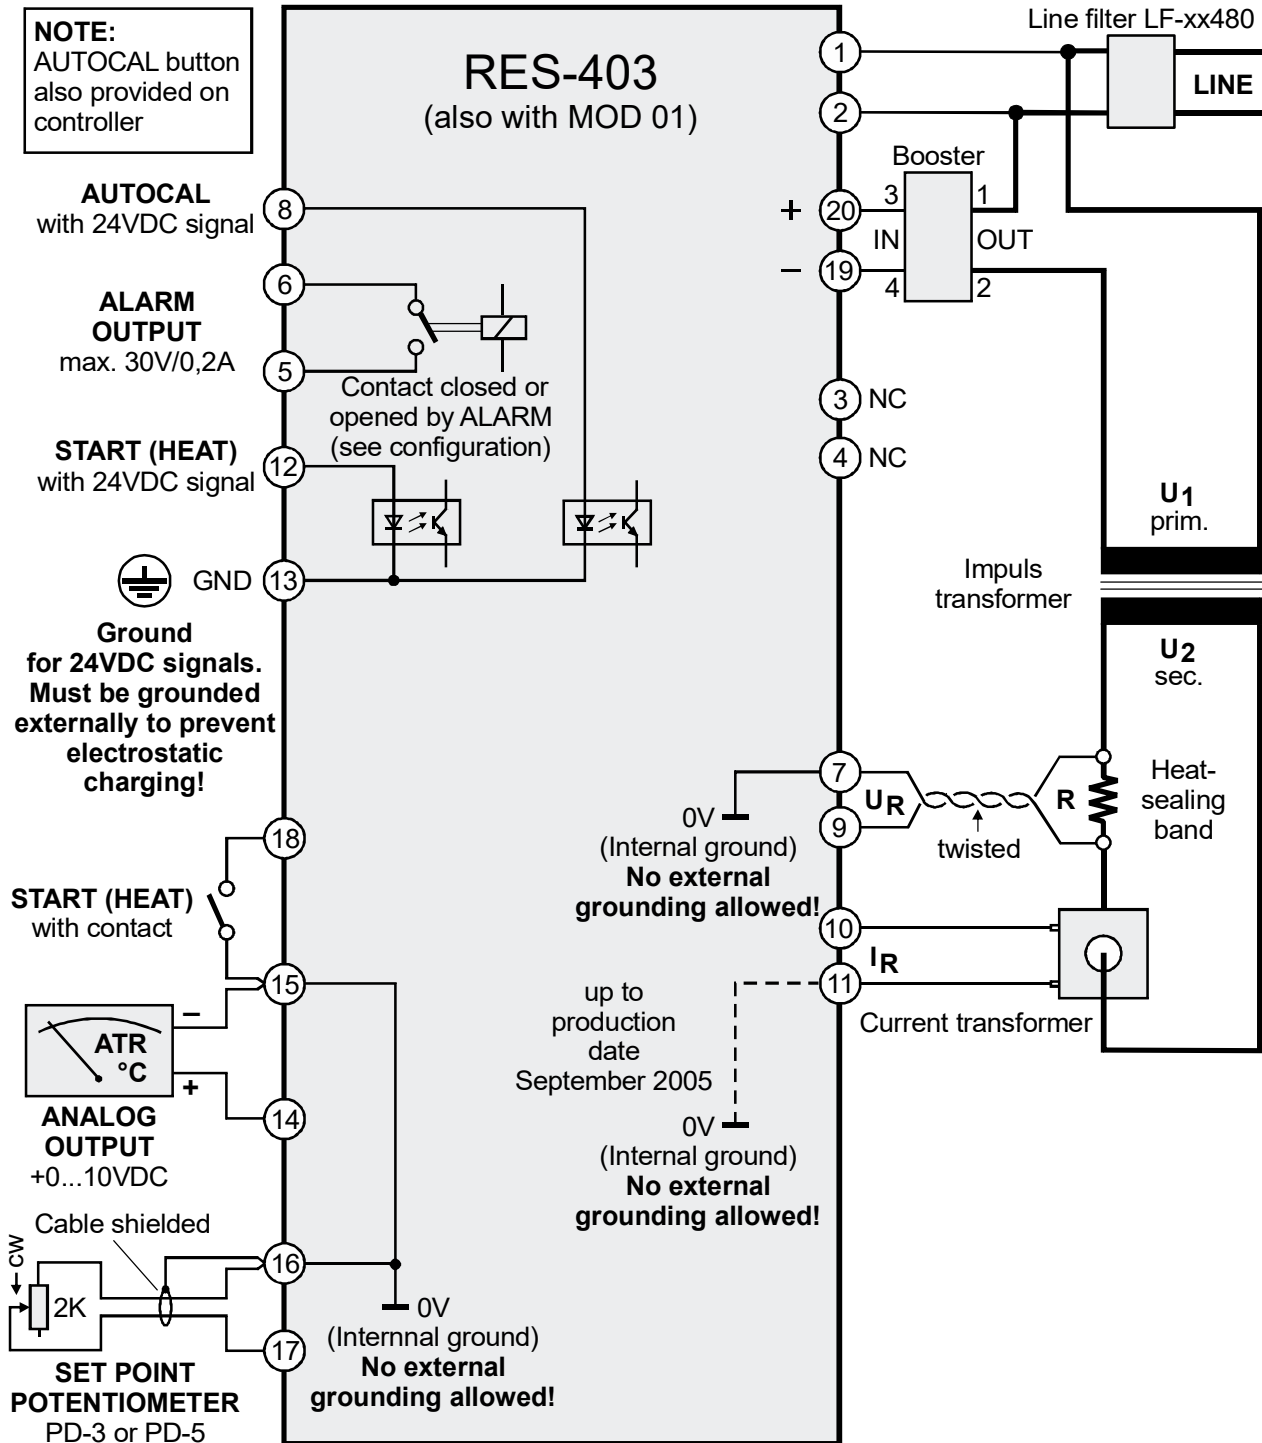 NOTE:
AUTOCAL button
also provided on
controller
RES-403
(also with MOD 01)
Line filter LF-xx480
LINE
1
2
Booster
3
1
+
20
IN
OUT
–
19
4
2
3
NC
4
NC
AUTOCAL
with 24VDC signal
8
6
ALARM
OUTPUT
max. 30V/0,2A
5
Contact closed or
opened by ALARM
(see configuration)
START (HEAT)
with 24VDC signal
12
GND
13
Ground
for 24VDC signals.
Must be grounded
externally to prevent
electrostatic
charging!
U1
prim.
Impuls
transformer
U2
sec.
7
UR
9
0V
(Internal ground)
No external
grounding allowed!
twisted
R
Heat-
sealing
band
10
IR
11
Current transformer
up to
production
date
September 2005
0V
(Internal ground)
No external
grounding allowed!
18
START (HEAT)
with contact
15
–
ATR
°C
+
14
ANALOG
OUTPUT
+0...10VDC
Cable shielded
CW
2K
16
17
0V
(Internnal ground)
No external
grounding allowed!
SET POINT
POTENTIOMETER
PD-3 or PD-5